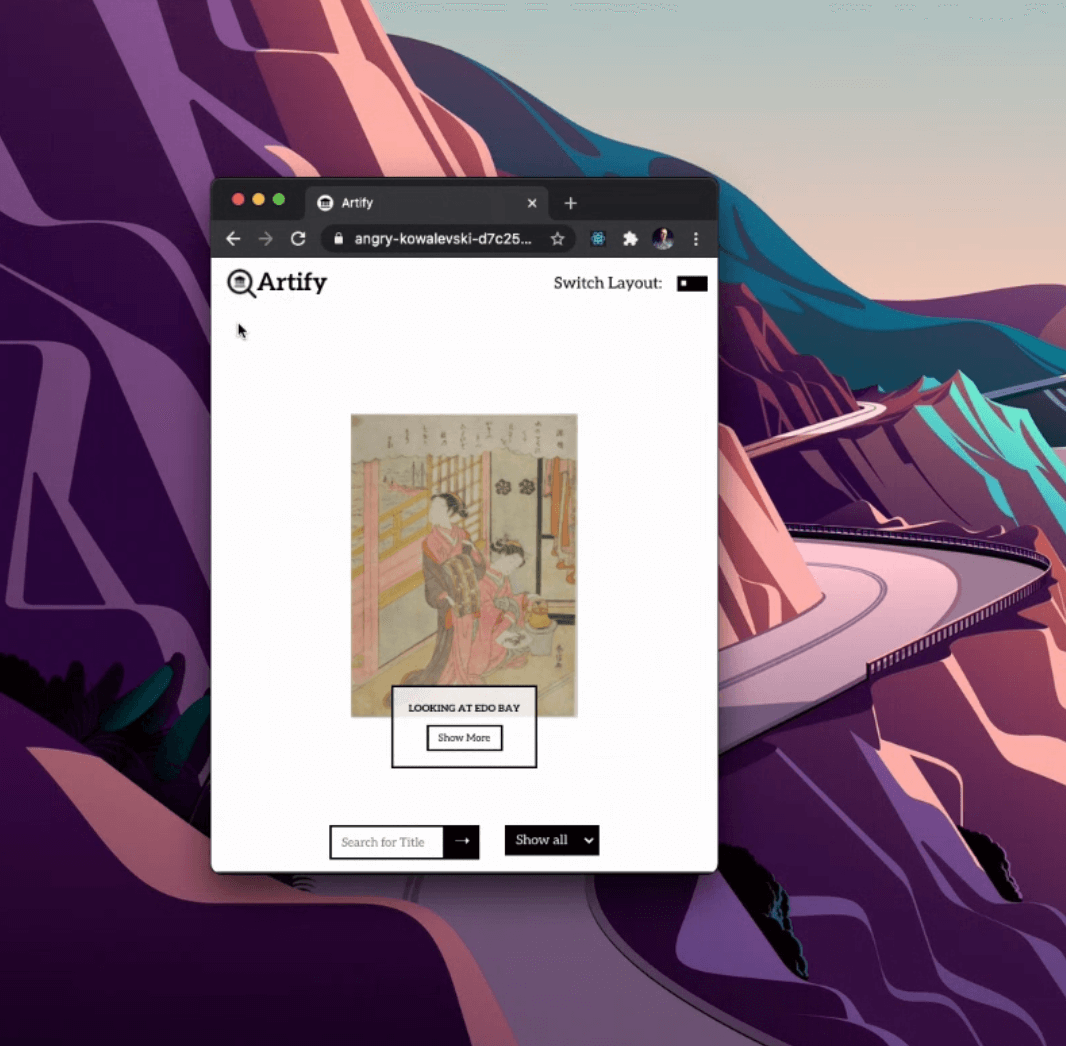 Artify
angry-kowalevski-d7c25...
Artify
Switch Layout:
LOOKING AT EDO BAY
Show More
Search for Title →
Show all